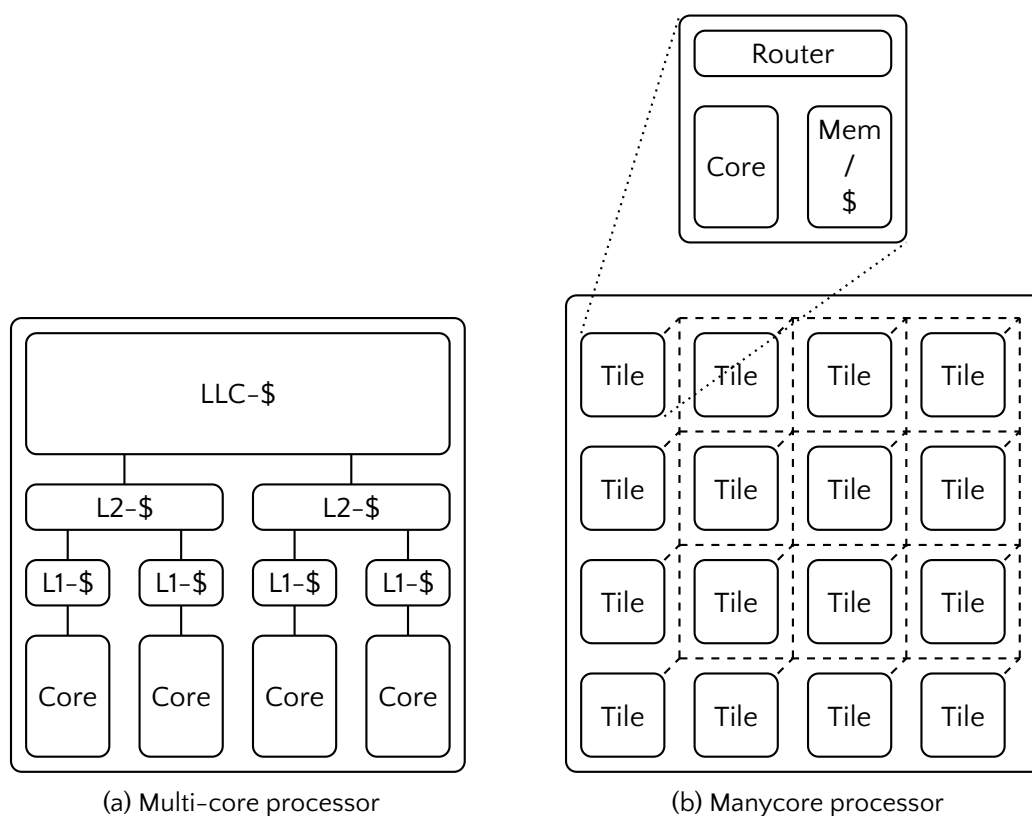 Router
Core
Mem
/
$
LLC-$
L2-$ L2-$
L1-$ L1-$ L1-$ L1-$
Core Core Core Core
(a) Multi-core processor
Tile Tile Tile Tile
Tile Tile Tile Tile
Tile Tile Tile Tile
Tile Tile Tile Tile
(b) Manycore processor